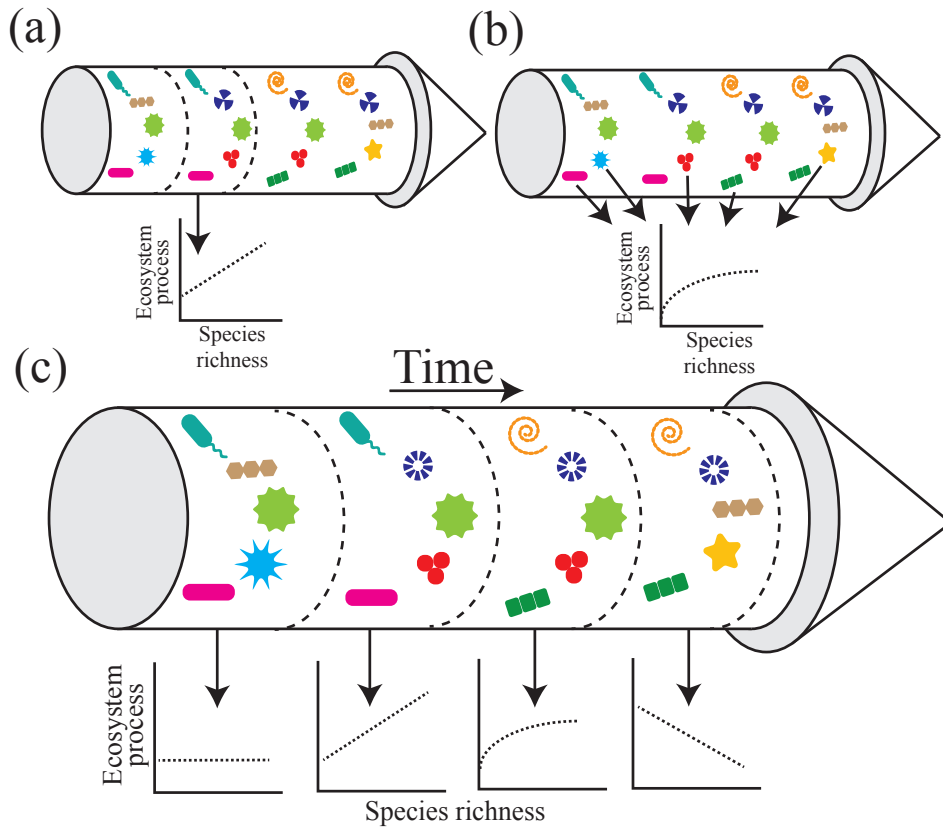 (a)
(b)
Ecosystem
process
Species
richness
Ecosystem
process
Species
richness
(c)
Time
Ecosystem
process
Species richness